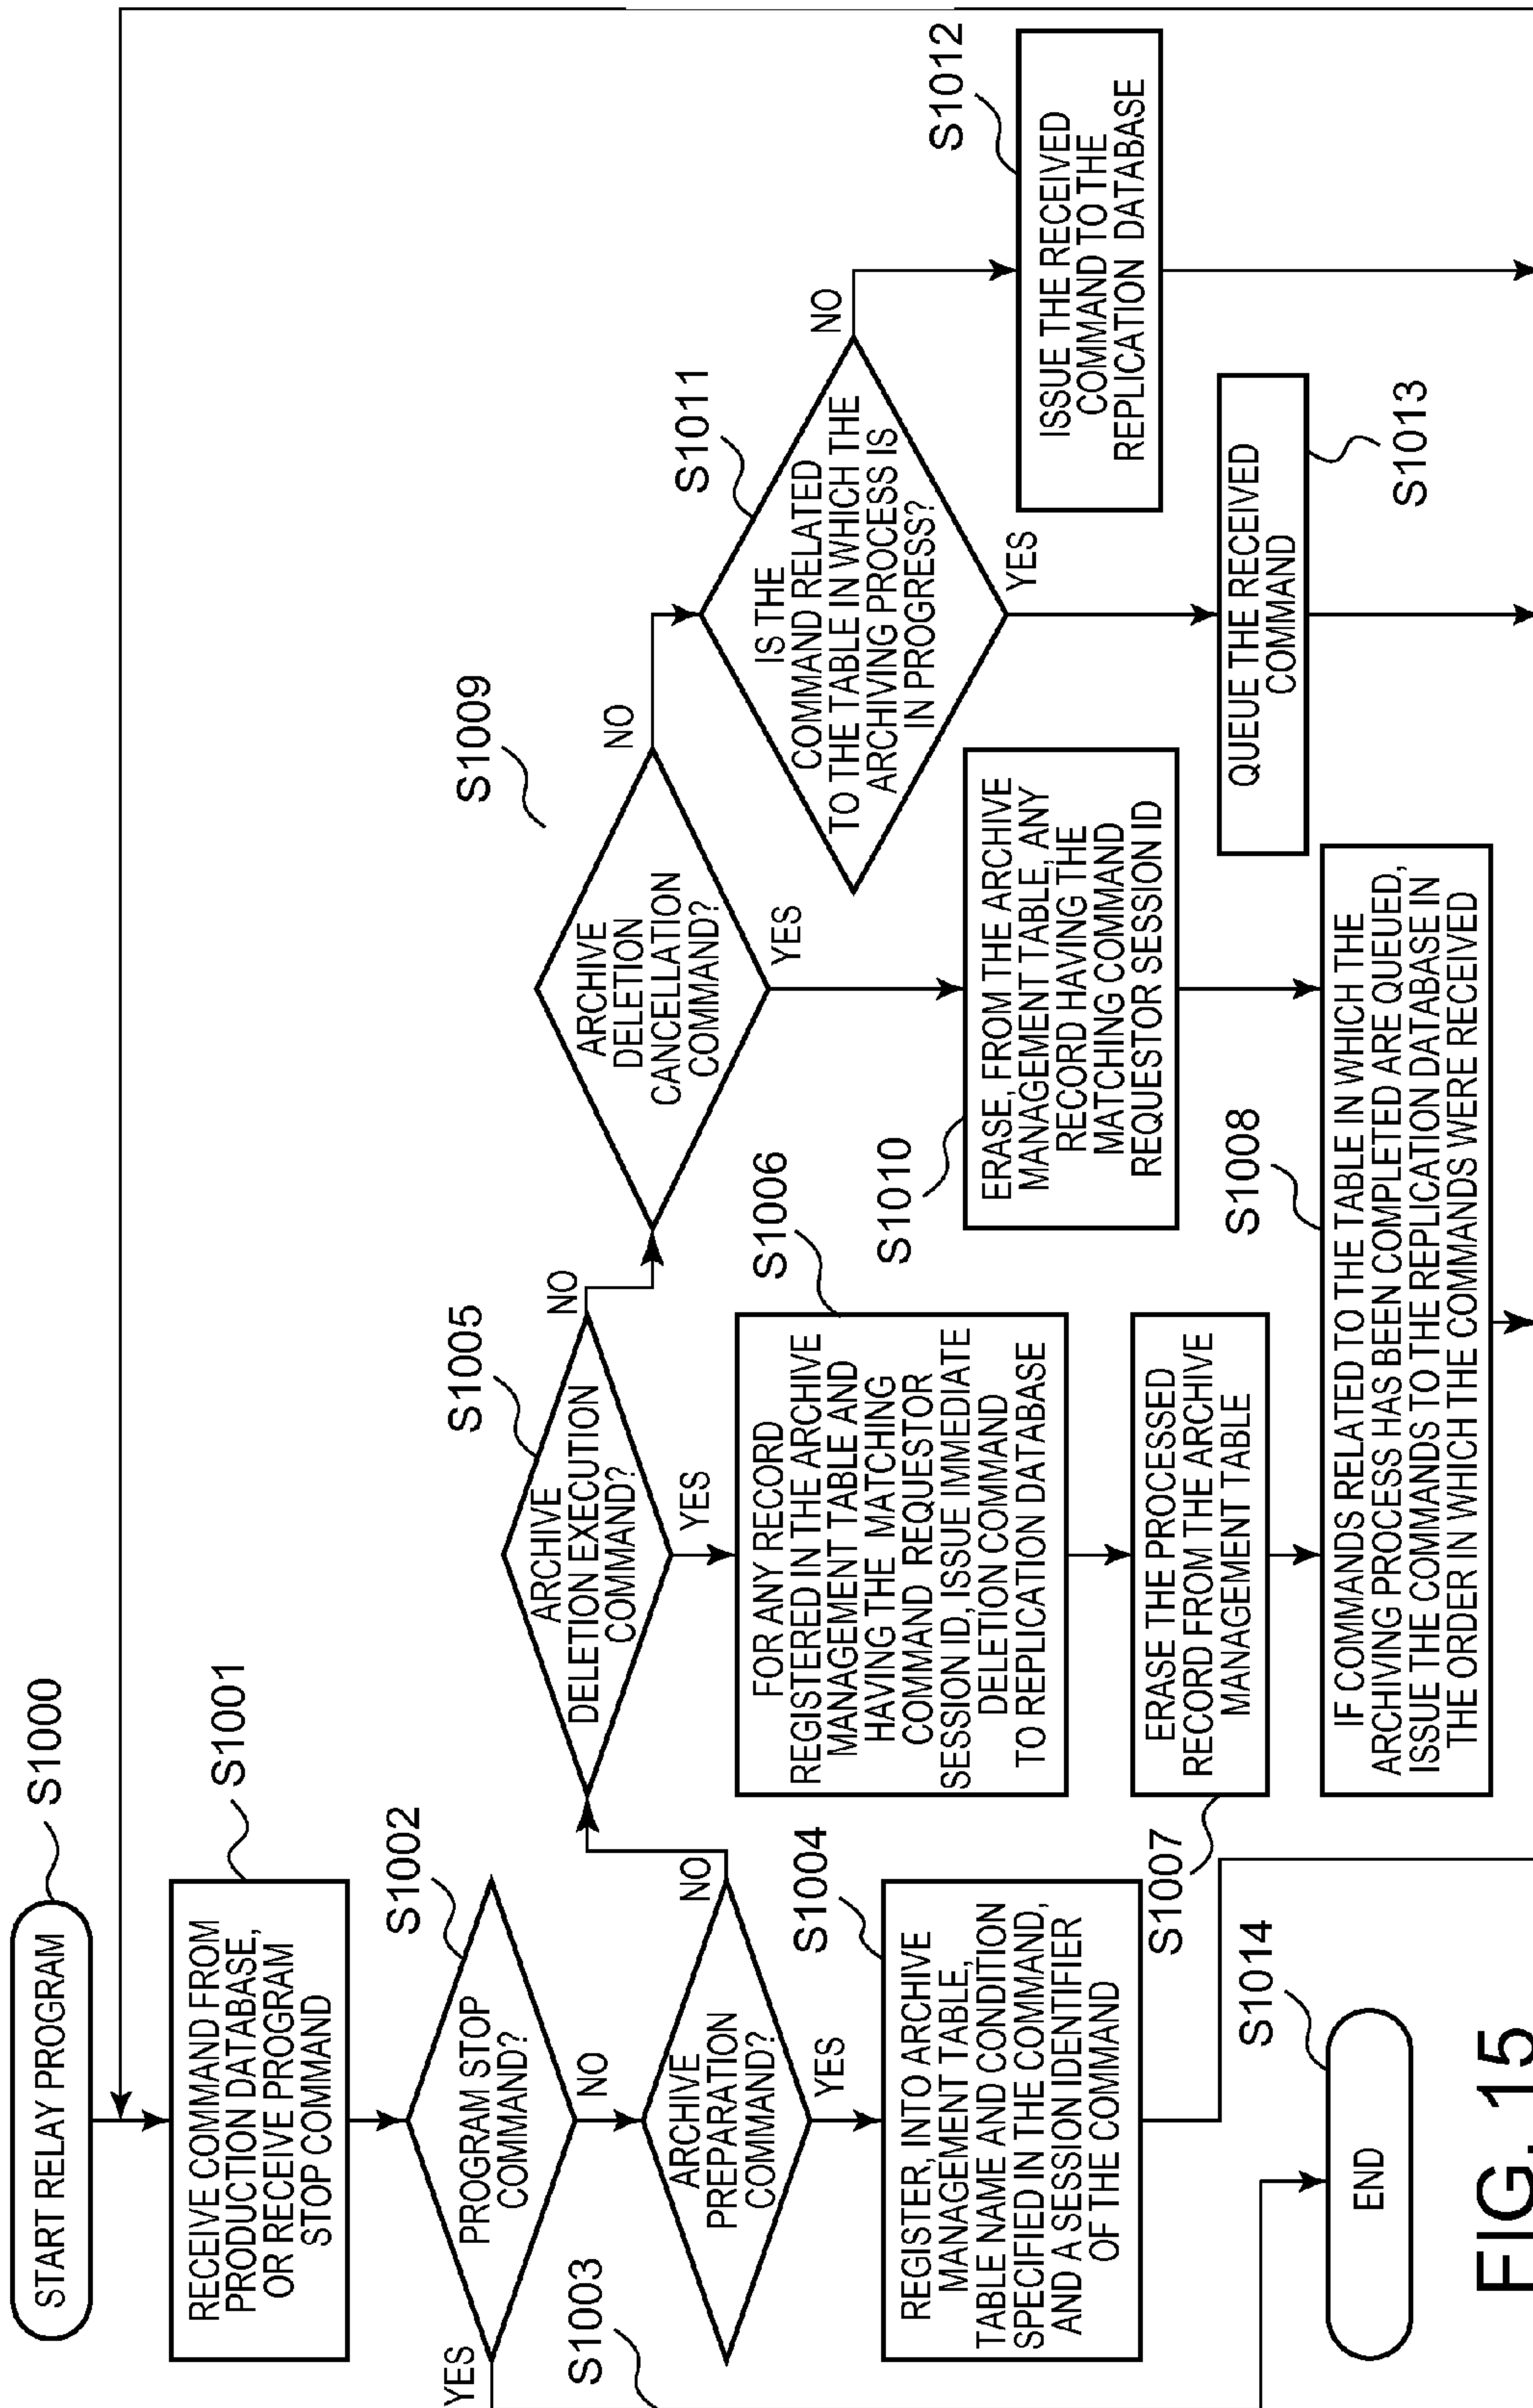 START RELAY PROGRAM
S1000
RECEIVE COMMAND FROM
PRODUCTION DATABASE,
OR RECEIVE PROGRAM
STOP COMMAND
S1001
PROGRAM STOP
COMMAND?
S1002
YES
NO
S1003
ARCHIVE
PREPARATION
COMMAND?
NO
YES
REGISTER, INTO ARCHIVE
MANAGEMENT TABLE,
TABLE NAME AND CONDITION
SPECIFIED IN THE COMMAND,
AND A SESSION IDENTIFIER
OF THE COMMAND
S1004
ARCHIVE
DELETION EXECUTION
COMMAND?
S1005
NO
YES
FOR ANY RECORD
REGISTERED IN THE ARCHIVE
MANAGEMENT TABLE AND
HAVING THE MATCHING
COMMAND REQUESTOR
SESSION ID, ISSUE IMMEDIATE
DELETION COMMAND
TO REPLICATION DATABASE
S1006
ERASE THE PROCESSED
RECORD FROM THE ARCHIVE
MANAGEMENT TABLE
S1007
IF COMMANDS RELATED TO THE TABLE IN WHICH THE
ARCHIVING PROCESS HAS BEEN COMPLETED ARE QUEUED,
ISSUE THE COMMANDS TO THE REPLICATION DATABASE IN
THE ORDER IN WHICH THE COMMANDS WERE RECEIVED
S1008
ARCHIVE
DELETION
CANCELLATION
COMMAND?
S1009
NO
YES
ERASE, FROM THE ARCHIVE
MANAGEMENT TABLE, ANY
RECORD HAVING THE
MATCHING COMMAND
REQUESTOR SESSION ID
S1010
IS THE
COMMAND RELATED
TO THE TABLE IN WHICH THE
ARCHIVING PROCESS IS
IN PROGRESS?
S1011
NO
YES
ISSUE THE RECEIVED
COMMAND TO THE
REPLICATION DATABASE
S1012
QUEUE THE RECEIVED
COMMAND
S1013
END
S1014
FIG. 15